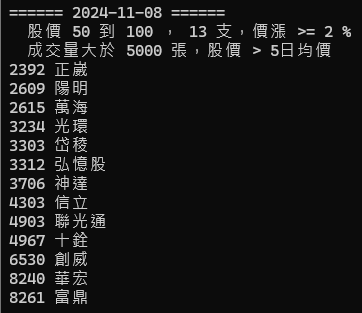 ====== 2024-11-08 ======
股價 50 到 100 , 13 支，價漲 >= 2 %
成交量大於 5000 張，股價 > 5日均價
2392 正崴
2609 陽明
2615 萬海
3234 光環
3303 岱稜
3312 弘憶股
3706 神達
4303 信立
4903 聯光通
4967 十銓
6530 創威
8240 華宏
8261 富鼎